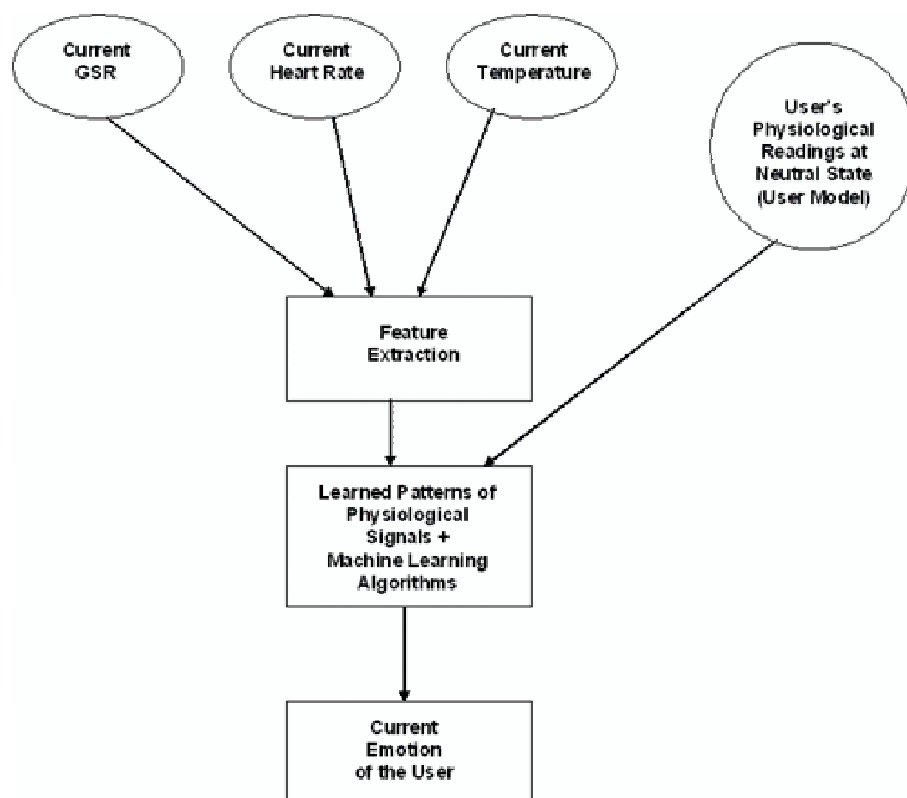 Current
GSR
Current
Heart Rate
Current
Temperature
User's
Physiological
Readings at
Neutral State
(User Model)
Feature
Extraction
Learned Patterns of
Physiological
Signals +
Machine Learning
Algorithms
Current
Emotion
of the User